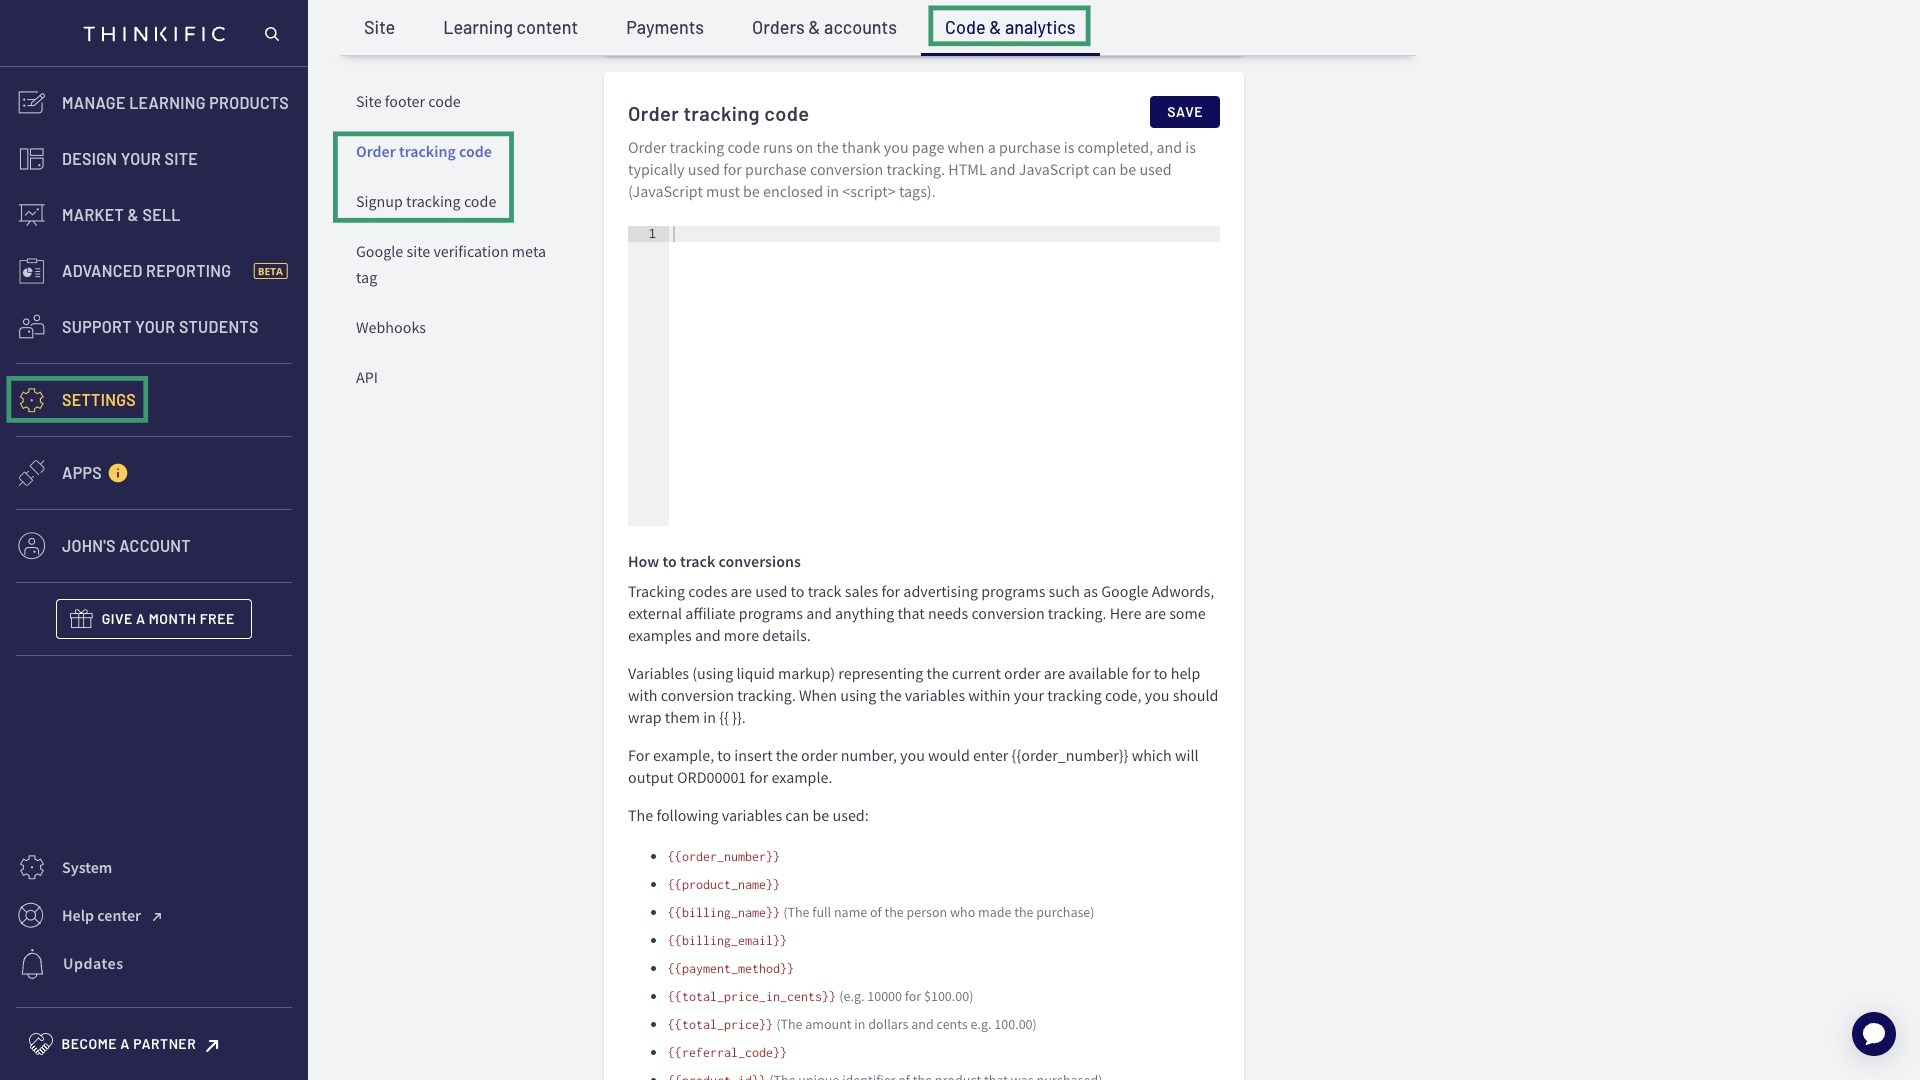 THINKIFIC
MANAGE LEARNING PRODUCTS
DESIGN YOUR SITE
MARKET & SELL
ADVANCED REPORTING BETA
SUPPORT YOUR STUDENTS
SETTINGS
APPS
JOHN'S ACCOUNT
GIVE A MONTH FREE
System
Help center
Updates
BECOME A PARTNER
Site Learning content Payments Orders & accounts Code & analytics
Site footer code
Order tracking code
Signup tracking code
Google site verification meta
tag
Webhooks
API
Order tracking code
SAVE
Order tracking code runs on the thank you page when a purchase is completed, and is
typically used for purchase conversion tracking. HTML and JavaScript can be used
(JavaScript must be enclosed in <script> tags).
1
How to track conversions
Tracking codes are used to track sales for advertising programs such as Google Adwords,
external affiliate programs and anything that needs conversion tracking. Here are some
examples and more details.
Variables (using liquid markup) representing the current order are available for to help
with conversion tracking. When using the variables within your tracking code, you should
wrap them in {{ }}.
For example, to insert the order number, you would enter {{order_number}} which will
output ORD00001 for example.
The following variables can be used:
• {{order_number}}
• {{product_name}}
• {{billing_name}} (The full name of the person who made the purchase)
• {{billing_email}}
• {{payment_method}}
• {{total_price_in_cents}} (e.g. 10000 for $100.00)
• {{total_price}} (The amount in dollars and cents e.g. 100.00)
• {{referral_code}}
• {{product_id}} (The unique identifier of the product that was purchased)